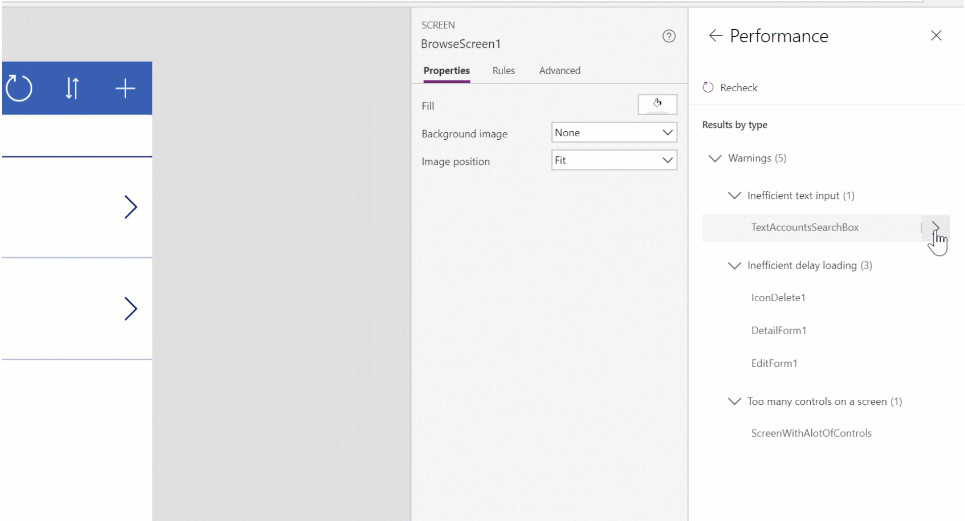 SCREEN
BrowseScreen1
Properties Rules Advanced
Fill
Background image None
Image position Fit
Performance
Recheck
Results by type
Warnings (5)
Inefficient text input (1)
TextAccountsSearchBox
Inefficient delay loading (3)
IconDelete1
DetailForm1
EditForm1
Too many controls on a screen (1)
ScreenWithAlotOfControls